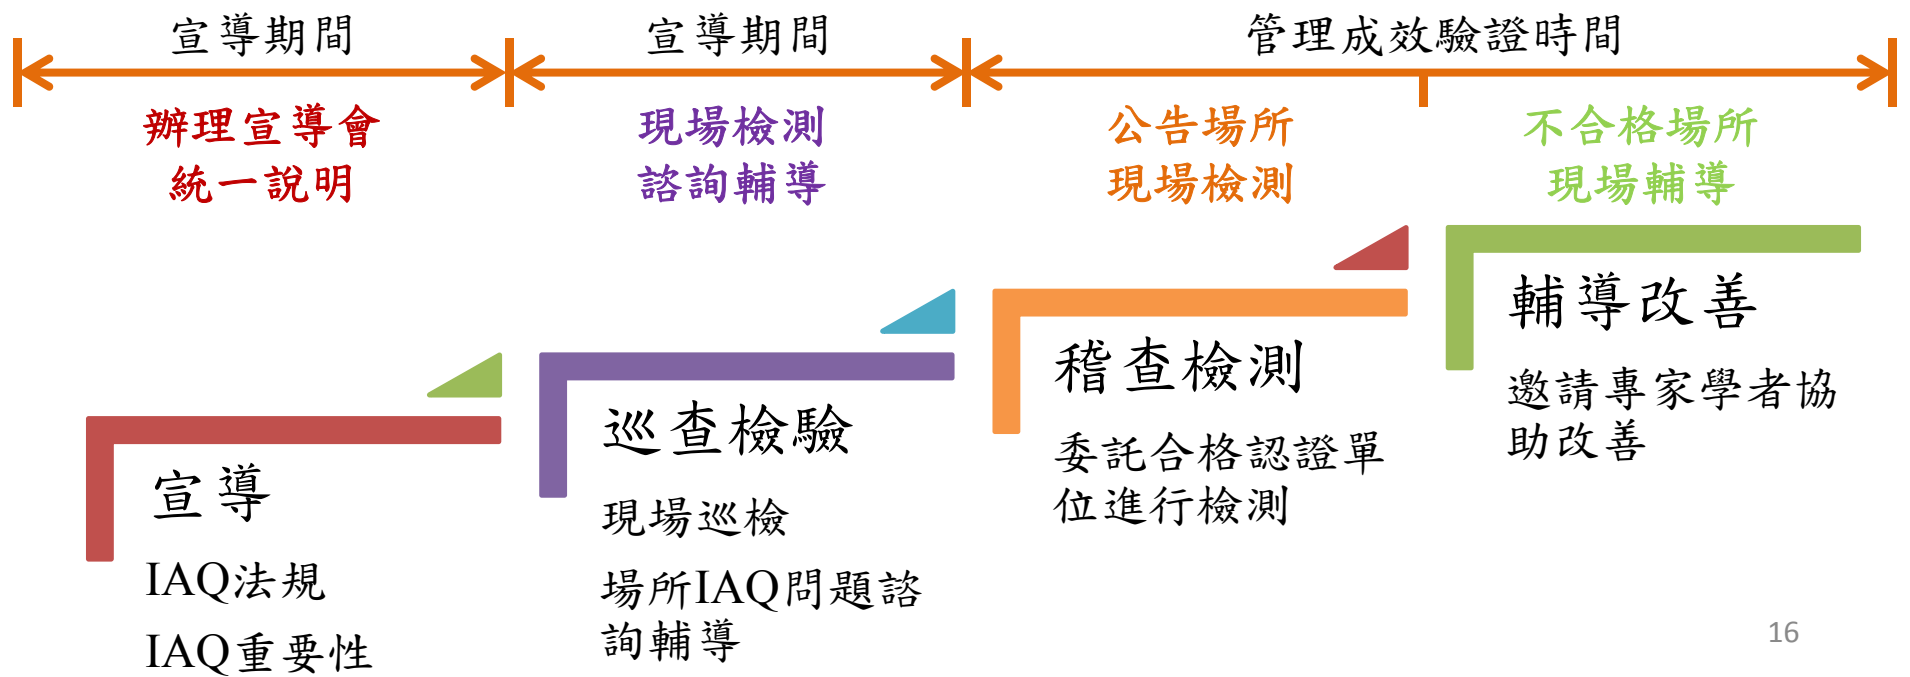 宣導期間
宣導期間
管理成效驗證時間
辦理宣導會
統一說明
現場檢測
諮詢輔導
公告場所
現場檢測
不合格場所
現場輔導
宣導
IAQ法規
IAQ重要性
巡查檢驗
現場巡檢
場所IAQ問題諮
詢輔導
稽查檢測
委託合格認證單
位進行檢測
輔導改善
邀請專家學者協
助改善
16